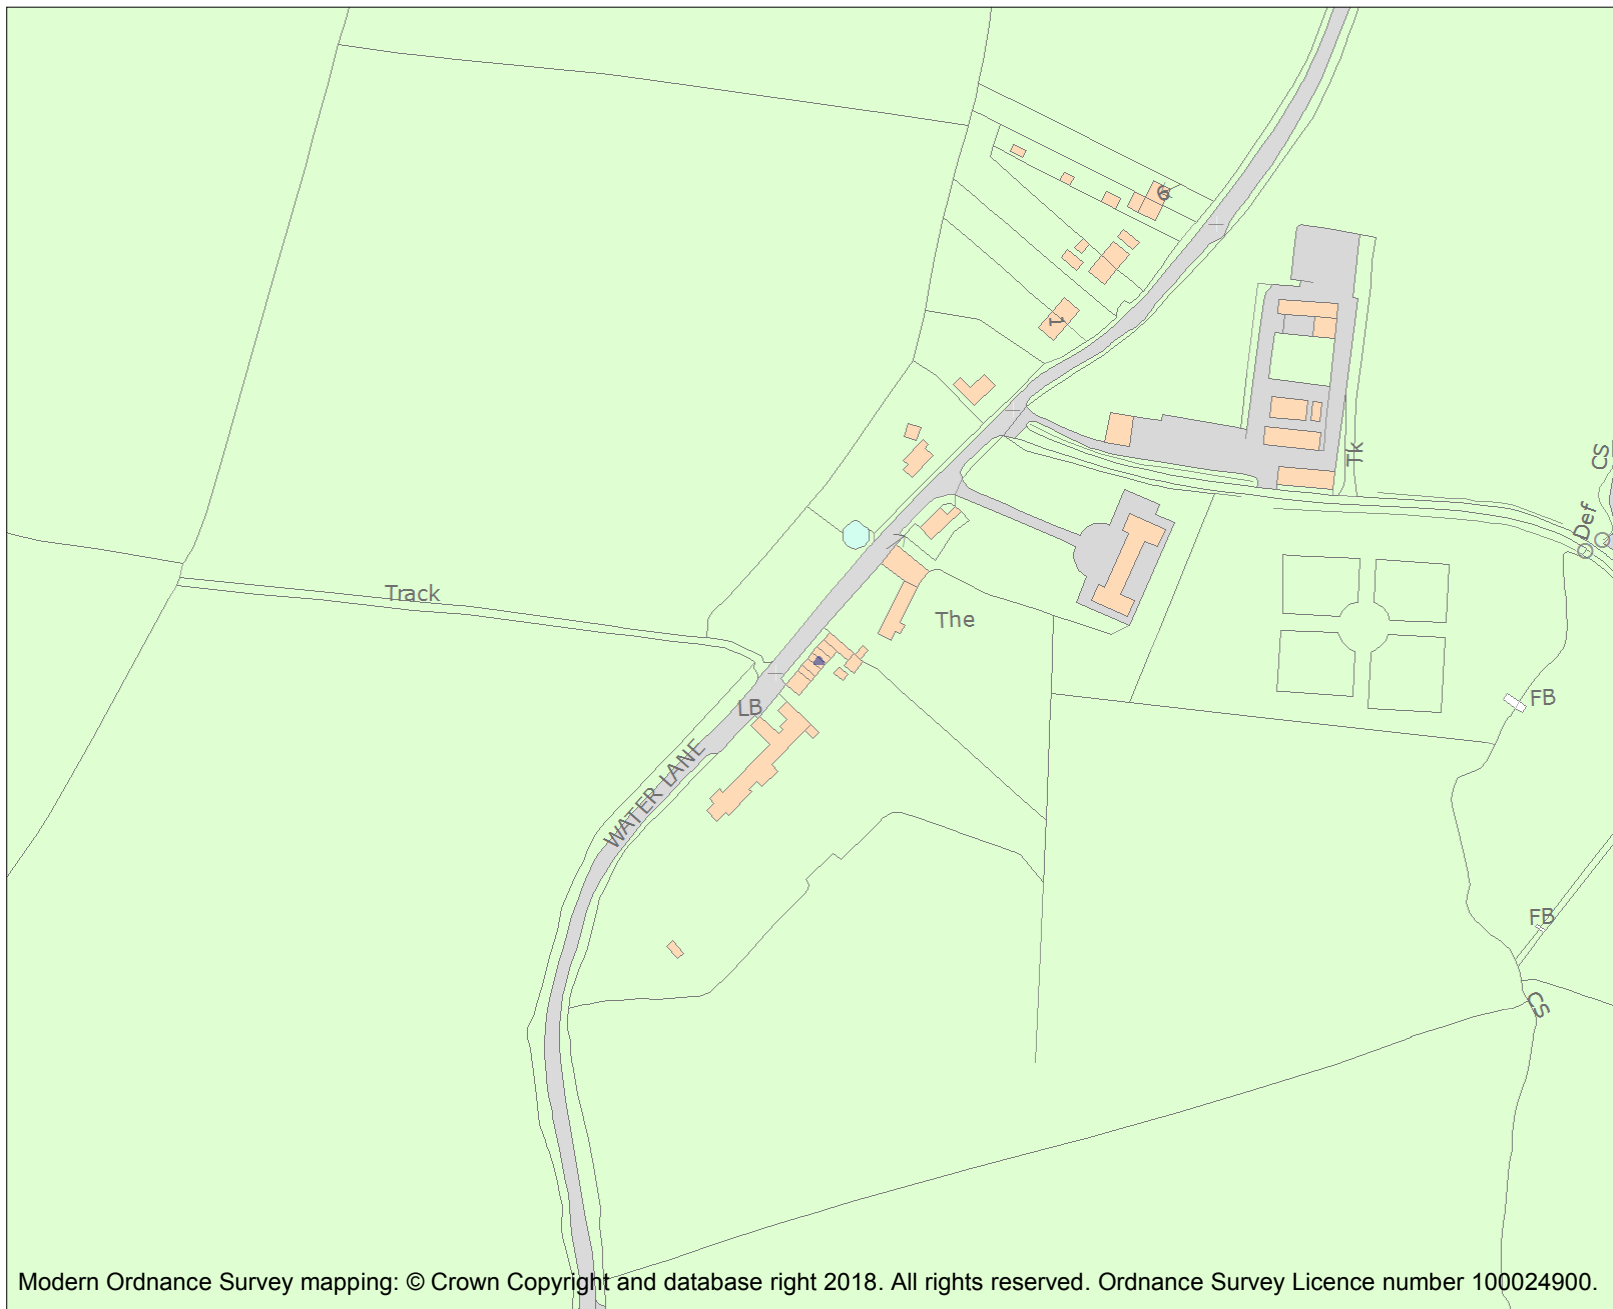 6
1
CS
Tk
Def
Track
The
FB
LB
WATER LANE
FB
CS
Modern Ordnance Survey mapping: © Crown Copyright and database right 2018. All rights reserved. Ordnance Survey Licence number 100024900.